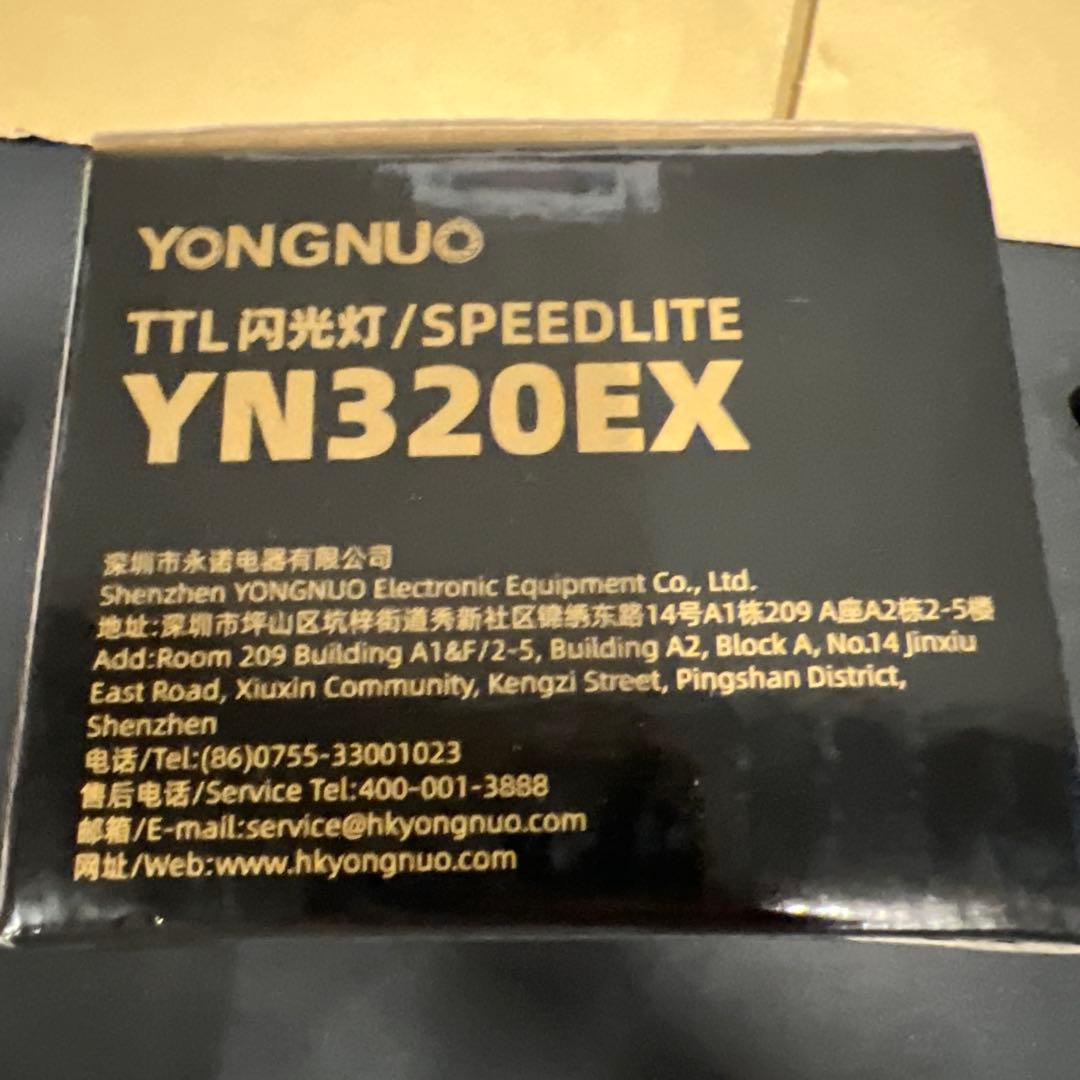 YONGNUO
TTL 闪光灯/SPEEDLITE
YN320EX
深圳市永诺电器有限公司
Shenzhen YONGNUO Electronic Equipment Co., Ltd.
地址:深圳市坪山区坑梓街道秀新社区锦绣东路14号A1栋209 A座A2栋2-5楼
Add:Room 209 Building A1&F/2-5, Building A2, Block A, No.14 Jinxiu
East Road, Xiuxin Community, Kengzi Street, Pingshan District,
Shenzhen
电话/Tel:(86)0755-33001023
售后电话/Service Tel:400-001-3888
邮箱/E-mail:service@hkyongnuo.com
网址/Web:www.hkyongnuo.com